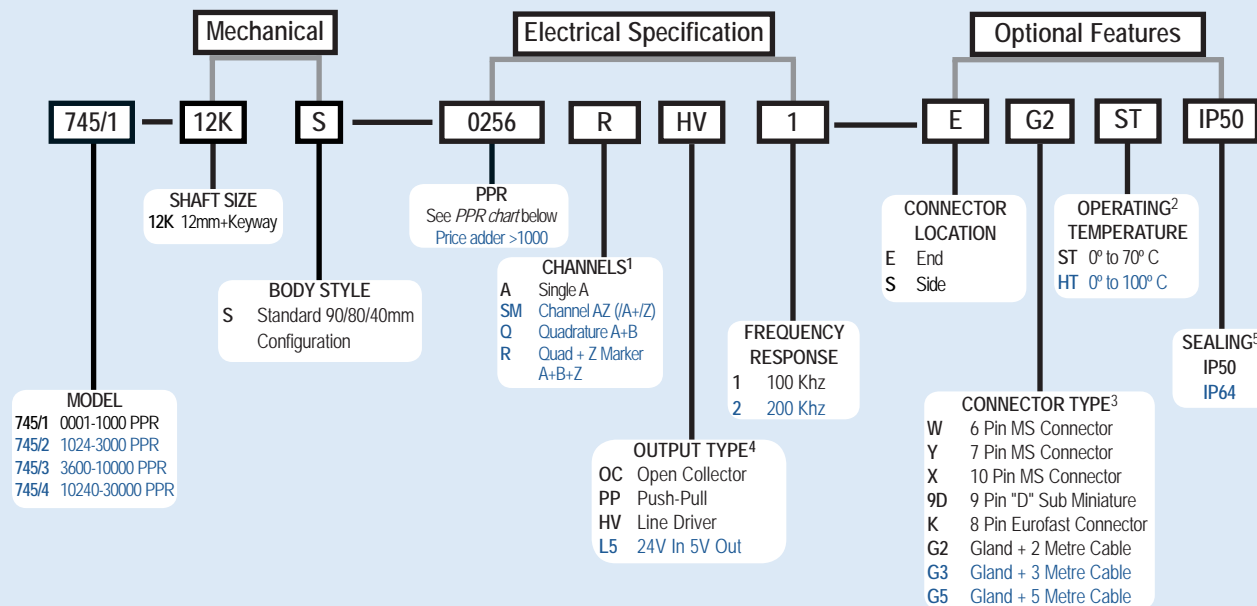 Mechanical
Electrical Specification
Optional Features
745/1
12K
S
0256
R
HV
1
E
G2
ST
IP50
SHAFT SIZE
12K 12mm+Keyway
PPR
See PPR chart below
Price adder >1000
CONNECTOR
LOCATION
E End
S Side
OPERATING²
TEMPERATURE
ST 0º to 70º C
HT 0º to 100º C
BODY STYLE
S Standard 90/80/40mm
Configuration
CHANNELS¹
A Single A
SM Channel AZ (/A+/Z)
Q Quadrature A+B
R Quad + Z Marker
A+B+Z
FREQUENCY
RESPONSE
1 100 Khz
2 200 Khz
SEALING⁵
IP50
IP64
MODEL
745/1 0001-1000 PPR
745/2 1024-3000 PPR
745/3 3600-10000 PPR
745/4 10240-30000 PPR
OUTPUT TYPE⁴
OC Open Collector
PP Push-Pull
HV Line Driver
L5 24V In 5V Out
CONNECTOR TYPE³
W 6 Pin MS Connector
Y 7 Pin MS Connector
X 10 Pin MS Connector
9D 9 Pin "D" Sub Miniature
K 8 Pin Eurofast Connector
G2 Gland + 2 Metre Cable
G3 Gland + 3 Metre Cable
G5 Gland + 5 Metre Cable